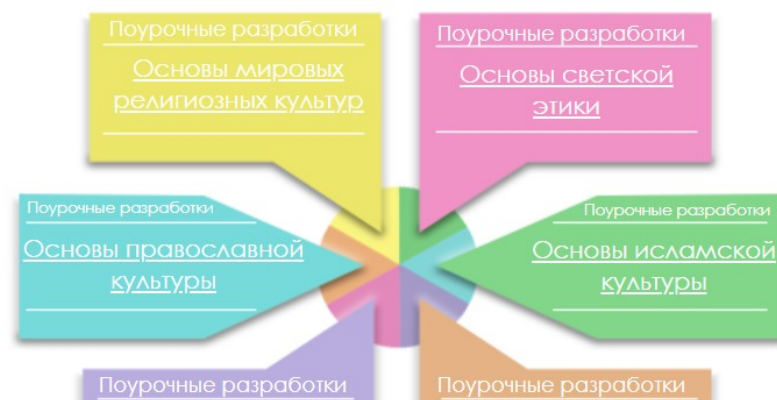 Поурочные разработки
Основы мировых
религиозных культур
Поурочные разработки
Основы светской
этики
Поурочные разработки
Основы православной
культуры
Поурочные разработки
Основы исламской
культуры
Поурочные разработки
Поурочные разработки